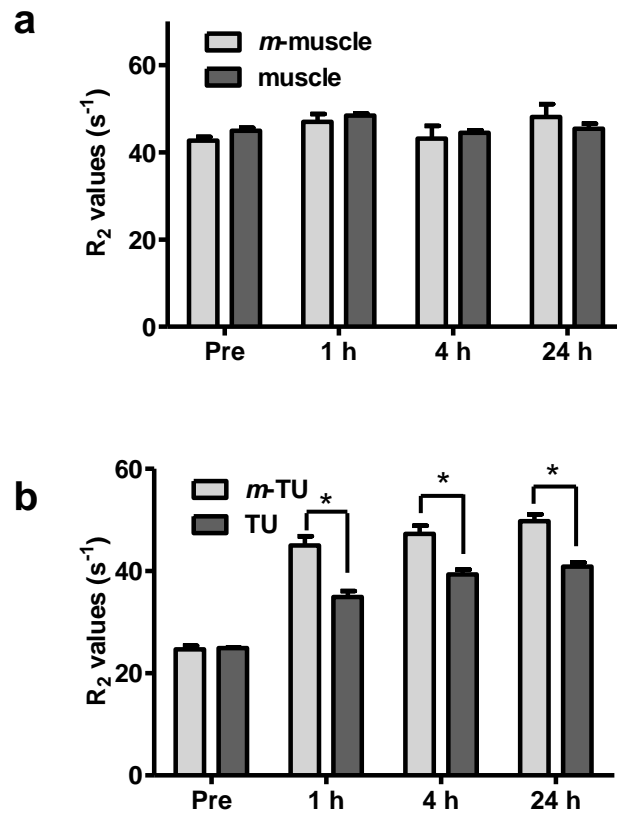 a
m-muscle
muscle
R2 values (s-1)
60
40
20
0
Pre 1 h 4 h 24 h
b
m-TU
TU
* * *
R2 values (s-1)
60
40
20
0
Pre 1 h 4 h 24 h